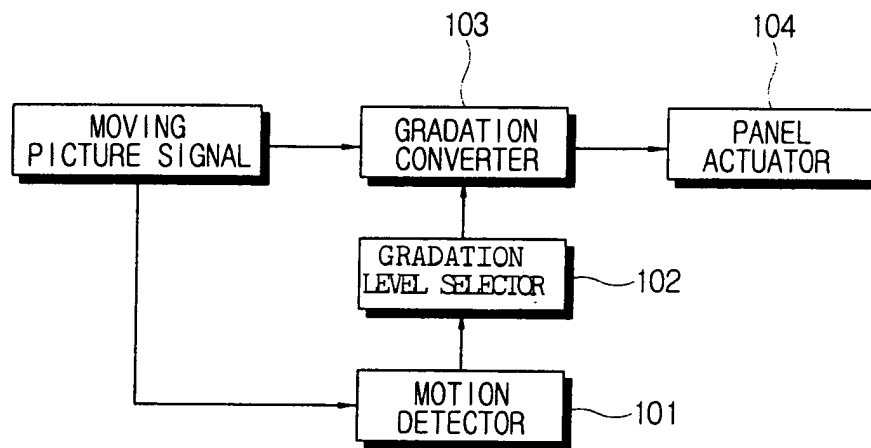 103
104
MOVING
PICTURE SIGNAL
GRADATION
CONVERTER
PANEL
ACTUATOR
GRADATION
LEVEL SELECTOR
102
MOTION
DETECTOR
101